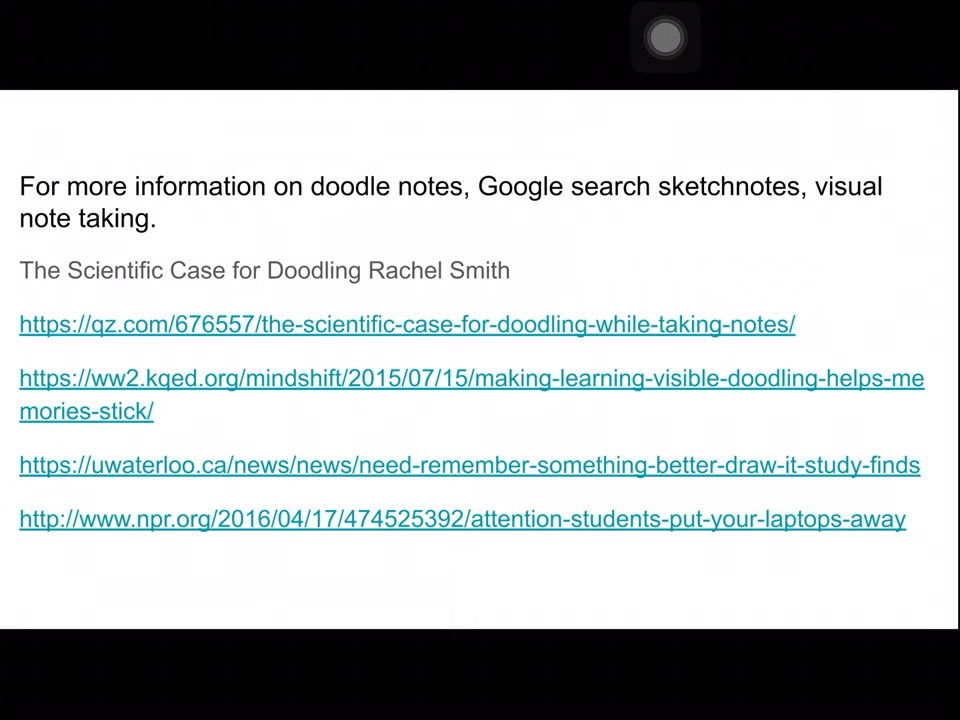 For more information on doodle notes, Google search sketchnotes, visual
note taking.
The Scientific Case for Doodling Rachel Smith
https://qz.com/676557/the-scientific-case-for-doodling-while-taking-notes/
https://ww2.kqed.org/mindshift/2015/07/15/making-learning-visible-doodling-helps-me
mories-stick/
https://uwaterloo.ca/news/news/need-remember-something-better-draw-it-study-finds
http://www.npr.org/2016/04/17/474525392/attention-students-put-your-laptops-away